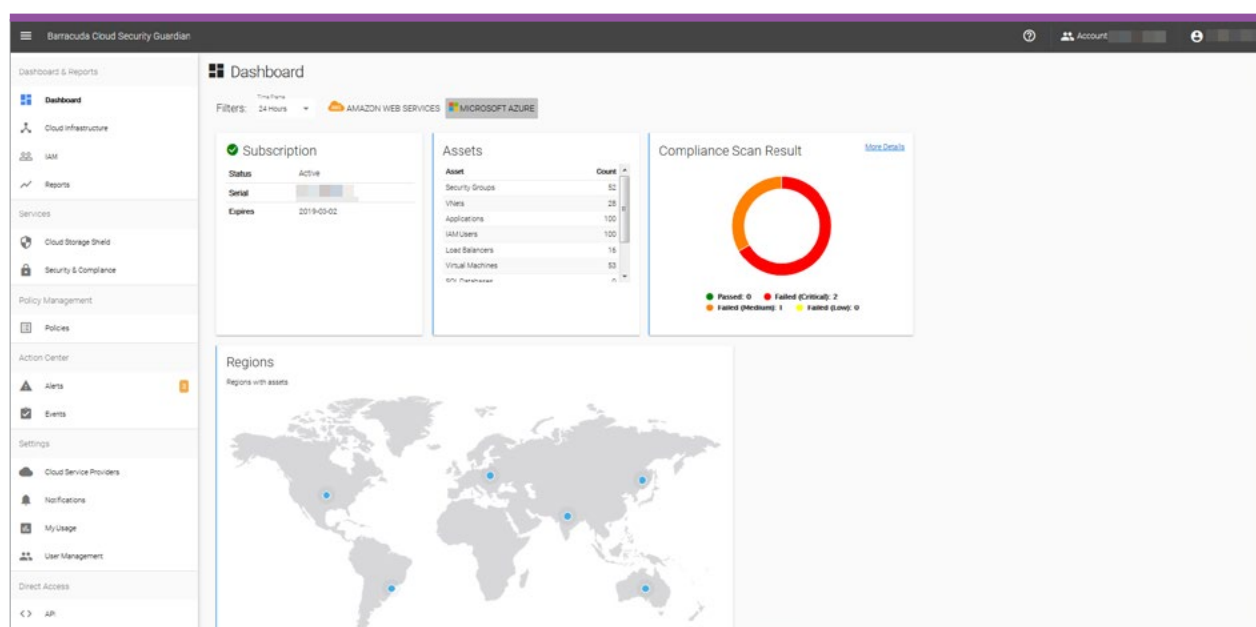 Barracuda Cloud Security Guardian
Account
Dashboard & Reports
Dashboard
Cloud Infrastructure
IAM
Reports
Services
Cloud Storage Shield
Security & Compliance
Policy Management
Policies
Action Center
Alerts
Events
Settings
Cloud Service Providers
Notifications
My Usage
User Management
Direct Access
API
Dashboard
Time Frame
Filters: 24 Hours AMAZON WEB SERVICES MICROSOFT AZURE
Subscription
Status Active
Serial
Expires 2019-03-02
Assets
Asset Count
Security Groups 52
VNets 28
Applications 100
IAM Users 100
Load Balancers 16
Virtual Machines 53
SQL Databases 0
Compliance Scan Result More Details
Passed: 0 Failed (Critical): 2
Failed (Medium): 1 Failed (Low): 0
Regions
Regions with assets